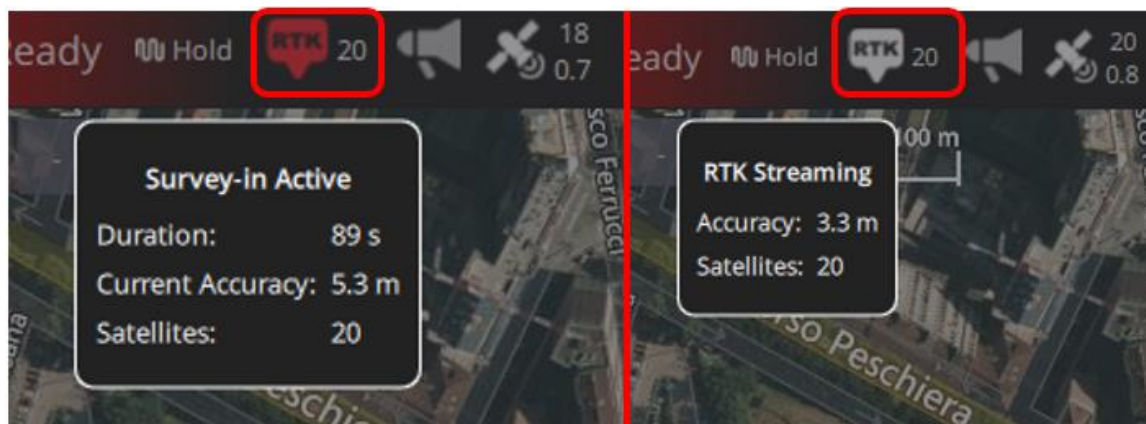 Ready Hold RTK 20 18
0.7
Survey-in Active
Duration: 89 s
Current Accuracy: 5.3 m
Satellites: 20
sco Ferrucci
eady Hold RTK 20 20
0.8
100 m
RTK Streaming
Accuracy: 3.3 m
Satellites: 20
rso Peschiera